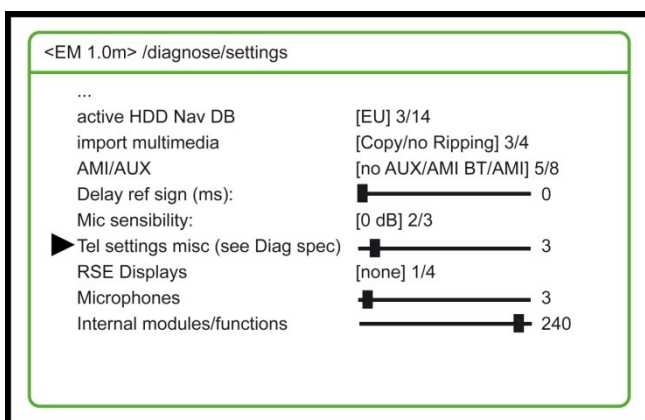 <EM 1.0m> /diagnose/settings
...
active HDD Nav DB [EU] 3/14
import multimedia [Copy/no Ripping] 3/4
AMI/AUX [no AUX/AMI BT/AMI] 5/8
Delay ref sign (ms): 0
Mic sensibility: [0 dB] 2/3
Tel settings misc (see Diag spec) 3
RSE Displays [none] 1/4
Microphones 3
Internal modules/functions 240